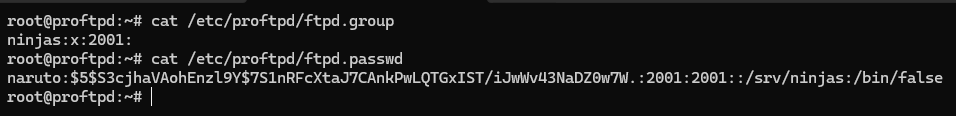 root@proftpd:~# cat /etc/proftpd/ftpd.group
ninjas:x:2001:
root@proftpd:~# cat /etc/proftpd/ftpd.passwd
naruto:$5$S3cjhaVAohEnzl9Y$7S1nRFcXtaJ7CAnkPwLQTGxIST/iJwWv43NaDZ0w7W.:2001:2001::/srv/ninjas:/bin/false
root@proftpd:~#